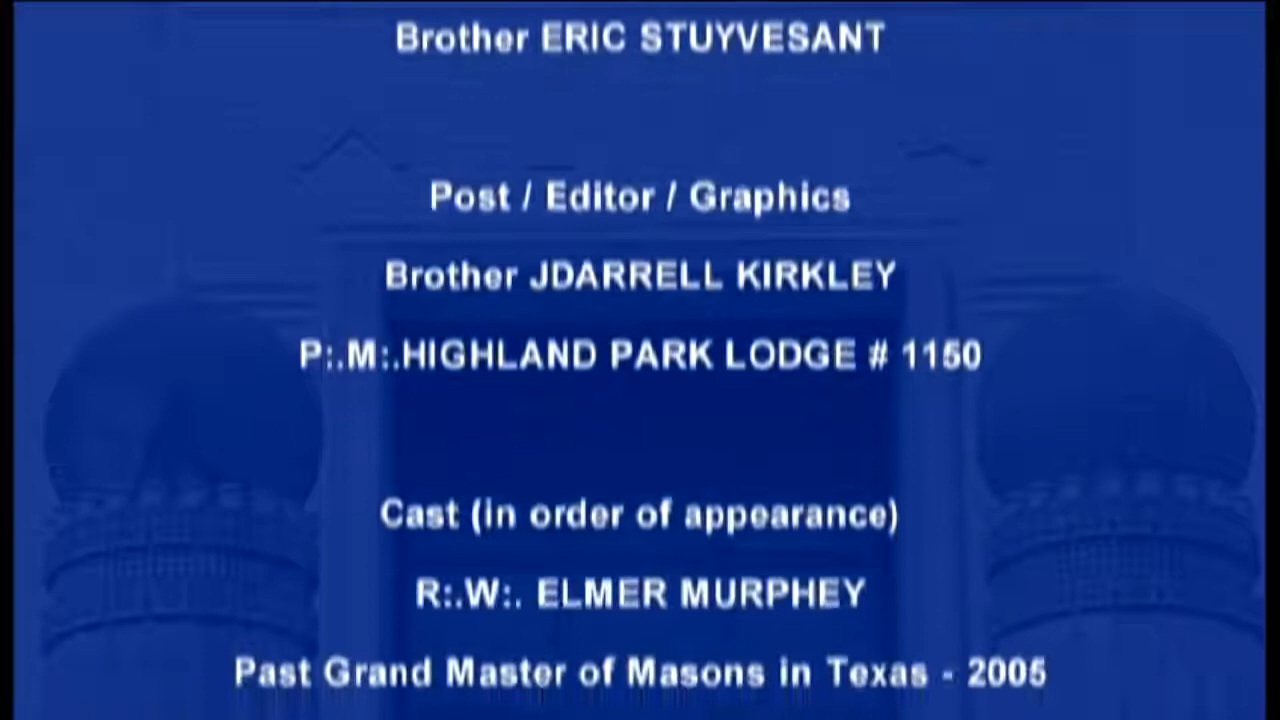 Brother ERIC STUYVESANT
Post / Editor / Graphics
Brother JDARRELL KIRKLEY
P:.M:.HIGHLAND PARK LODGE # 1150
Cast (in order of appearance)
R:.W:. ELMER MURPHEY
Past Grand Master of Masons in Texas - 2005